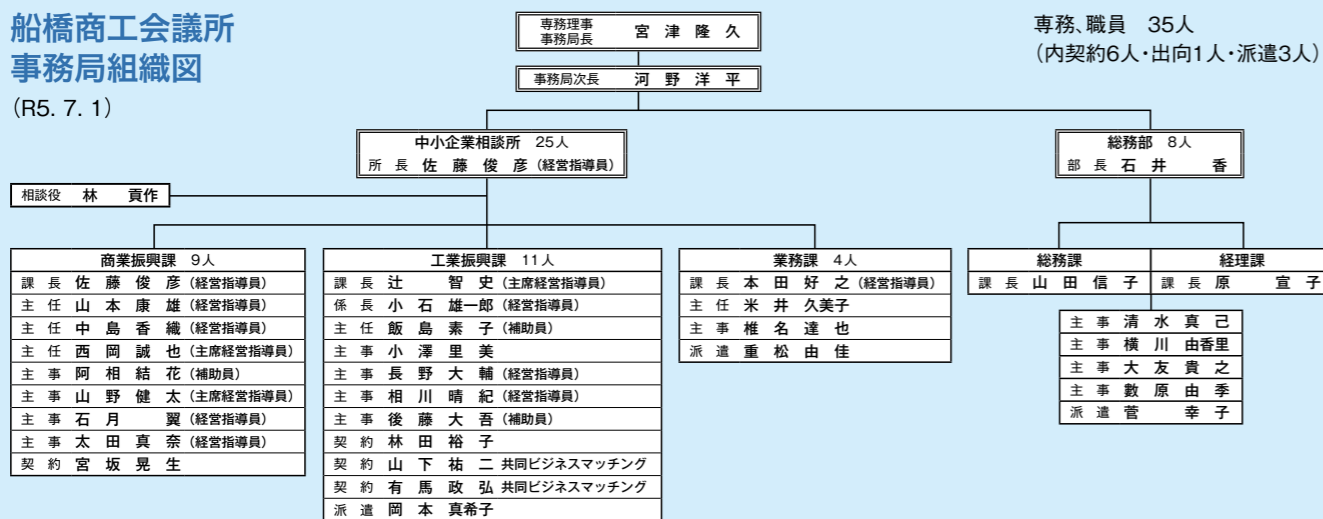 船橋商工会議所
事務局組織図
(R5. 7. 1)
専務理事
事務局長 宮津隆久
事務局次長 河野洋平
専務、職員 35人
(内契約6人・出向1人・派遣3人)
中小企業相談所 25人
所長 佐藤俊彦(経営指導員)
総務部 8人
部長 石井 香
相談役 林 貢作
商業振興課 9人
課長 佐藤俊彦(経営指導員)
主任 山本康雄(経営指導員)
主任 中島香織(経営指導員)
主任 西岡誠也(主席経営指導員)
主事 阿相結花(補助員)
主事 山野健太(主席経営指導員)
主事 石月 翼(経営指導員)
主事 太田真奈(経営指導員)
契約 宮坂晃生
工業振興課 11人
課長 辻 智史(主席経営指導員)
係長 小石雄一郎(経営指導員)
主任 飯島素子(補助員)
主事 小澤里美
主事 長野大輔(経営指導員)
主事 相川晴紀(経営指導員)
主事 後藤大吾(補助員)
契約 林田裕子
契約 山下祐二 共同ビジネスマッチング
契約 有馬政弘 共同ビジネスマッチング
派遣 岡本真希子
業務課 4人
課長 本田好之(経営指導員)
主任 米井久美子
主事 椎名達也
派遣 重松由佳
総務課
課長 山田信子
経理課
課長 原 宣子
主事 清水真己
主事 横川由香里
主事 大友貴之
主事 數原由季
派遣 菅 幸子